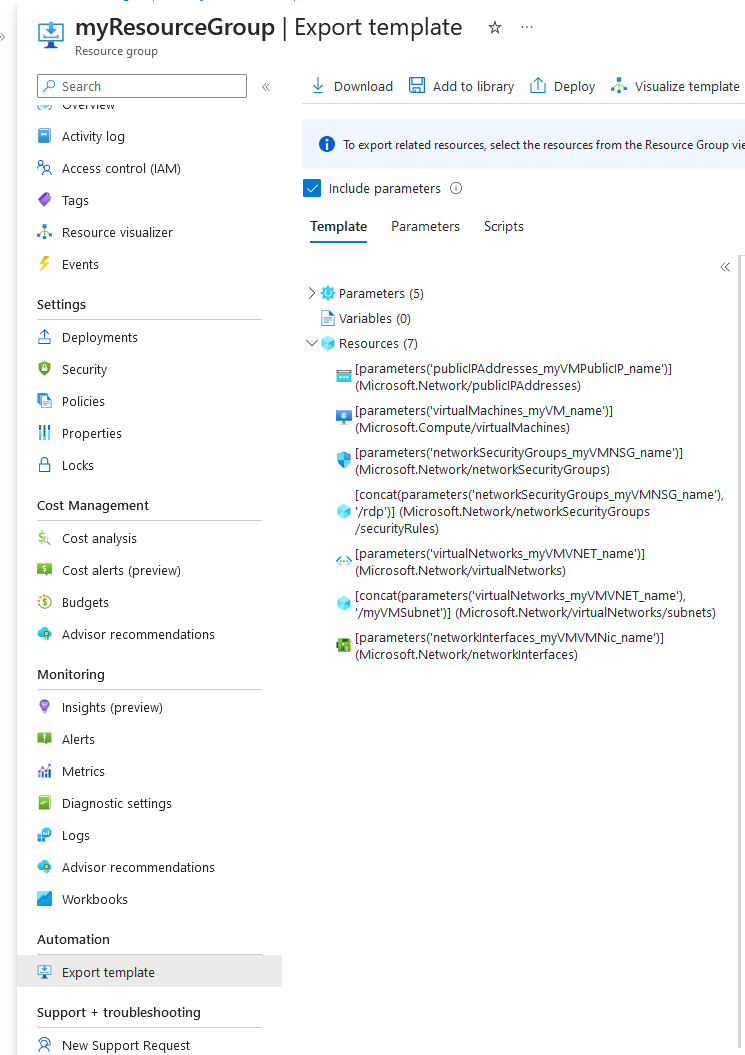 myResourceGroup | Export template
Resource group
Search
Overview
Activity log
Access control (IAM)
Tags
Resource visualizer
Events
Settings
Deployments
Security
Policies
Properties
Locks
Cost Management
Cost analysis
Cost alerts (preview)
Budgets
Advisor recommendations
Monitoring
Insights (preview)
Alerts
Metrics
Diagnostic settings
Logs
Advisor recommendations
Workbooks
Automation
Export template
Support + troubleshooting
New Support Request
Download
Add to library
Deploy
Visualize template
To export related resources, select the resources from the Resource Group vie
Include parameters
Template
Parameters
Scripts
Parameters (5)
Variables (0)
Resources (7)
[parameters('publicIPAddresses_myVMPublicIP_name')]
(Microsoft.Network/publicIPAddresses)
[parameters('virtualMachines_myVM_name')]
(Microsoft.Compute/virtualMachines)
[parameters('networkSecurityGroups_myVMNSG_name')]
(Microsoft.Network/networkSecurityGroups)
[concat(parameters('networkSecurityGroups_myVMNSG_name'),
'/rdp')] (Microsoft.Network/networkSecurityGroups
/securityRules)
[parameters('virtualNetworks_myVMVNET_name')]
(Microsoft.Network/virtualNetworks)
[concat(parameters('virtualNetworks_myVMVNET_name'),
'/myVMSubnet')] (Microsoft.Network/virtualNetworks/subnets)
[parameters('networkInterfaces_myVMVMNic_name')]
(Microsoft.Network/networkInterfaces)